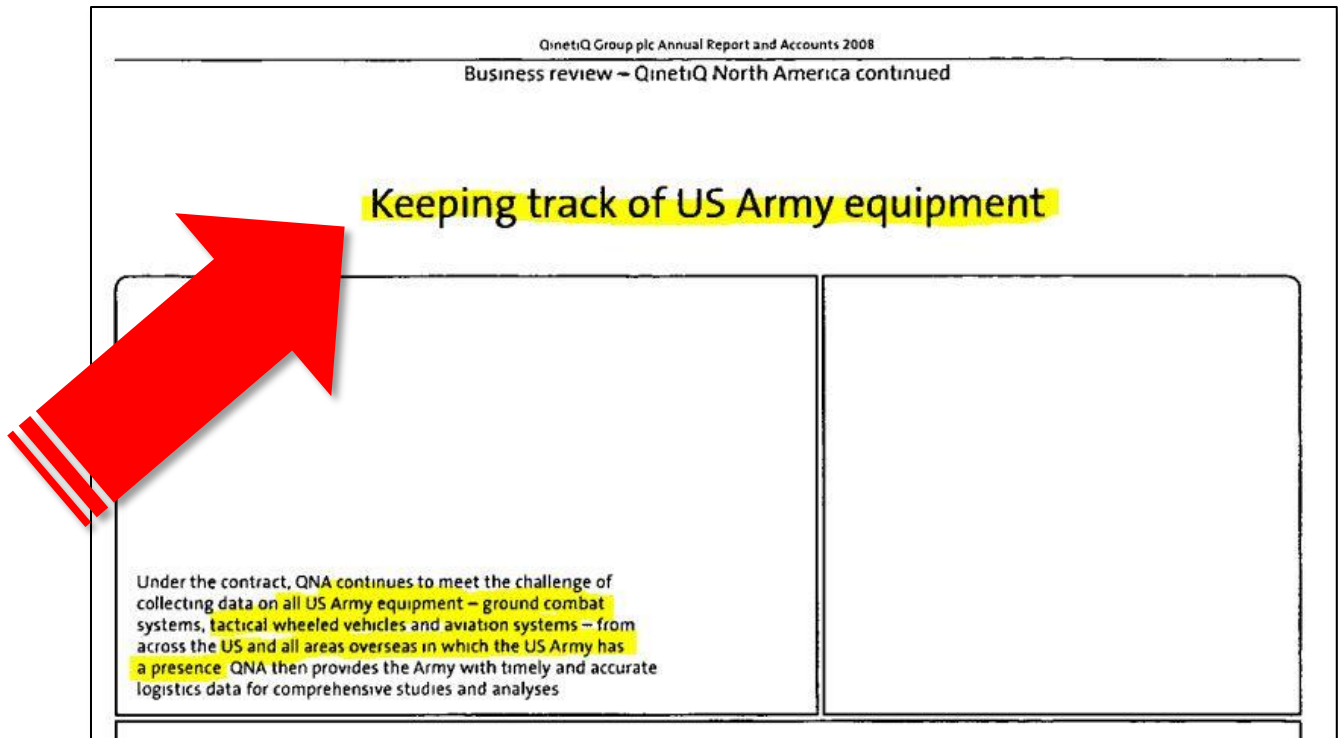 QinetiQ Group plc Annual Report and Accounts 2008
Business review – QinetiQ North America continued
Keeping track of US Army equipment
Under the contract, QNA continues to meet the challenge of
collecting data on all US Army equipment – ground combat
systems, tactical wheeled vehicles and aviation systems – from
across the US and all areas overseas in which the US Army has
a presence QNA then provides the Army with timely and accurate
logistics data for comprehensive studies and analyses